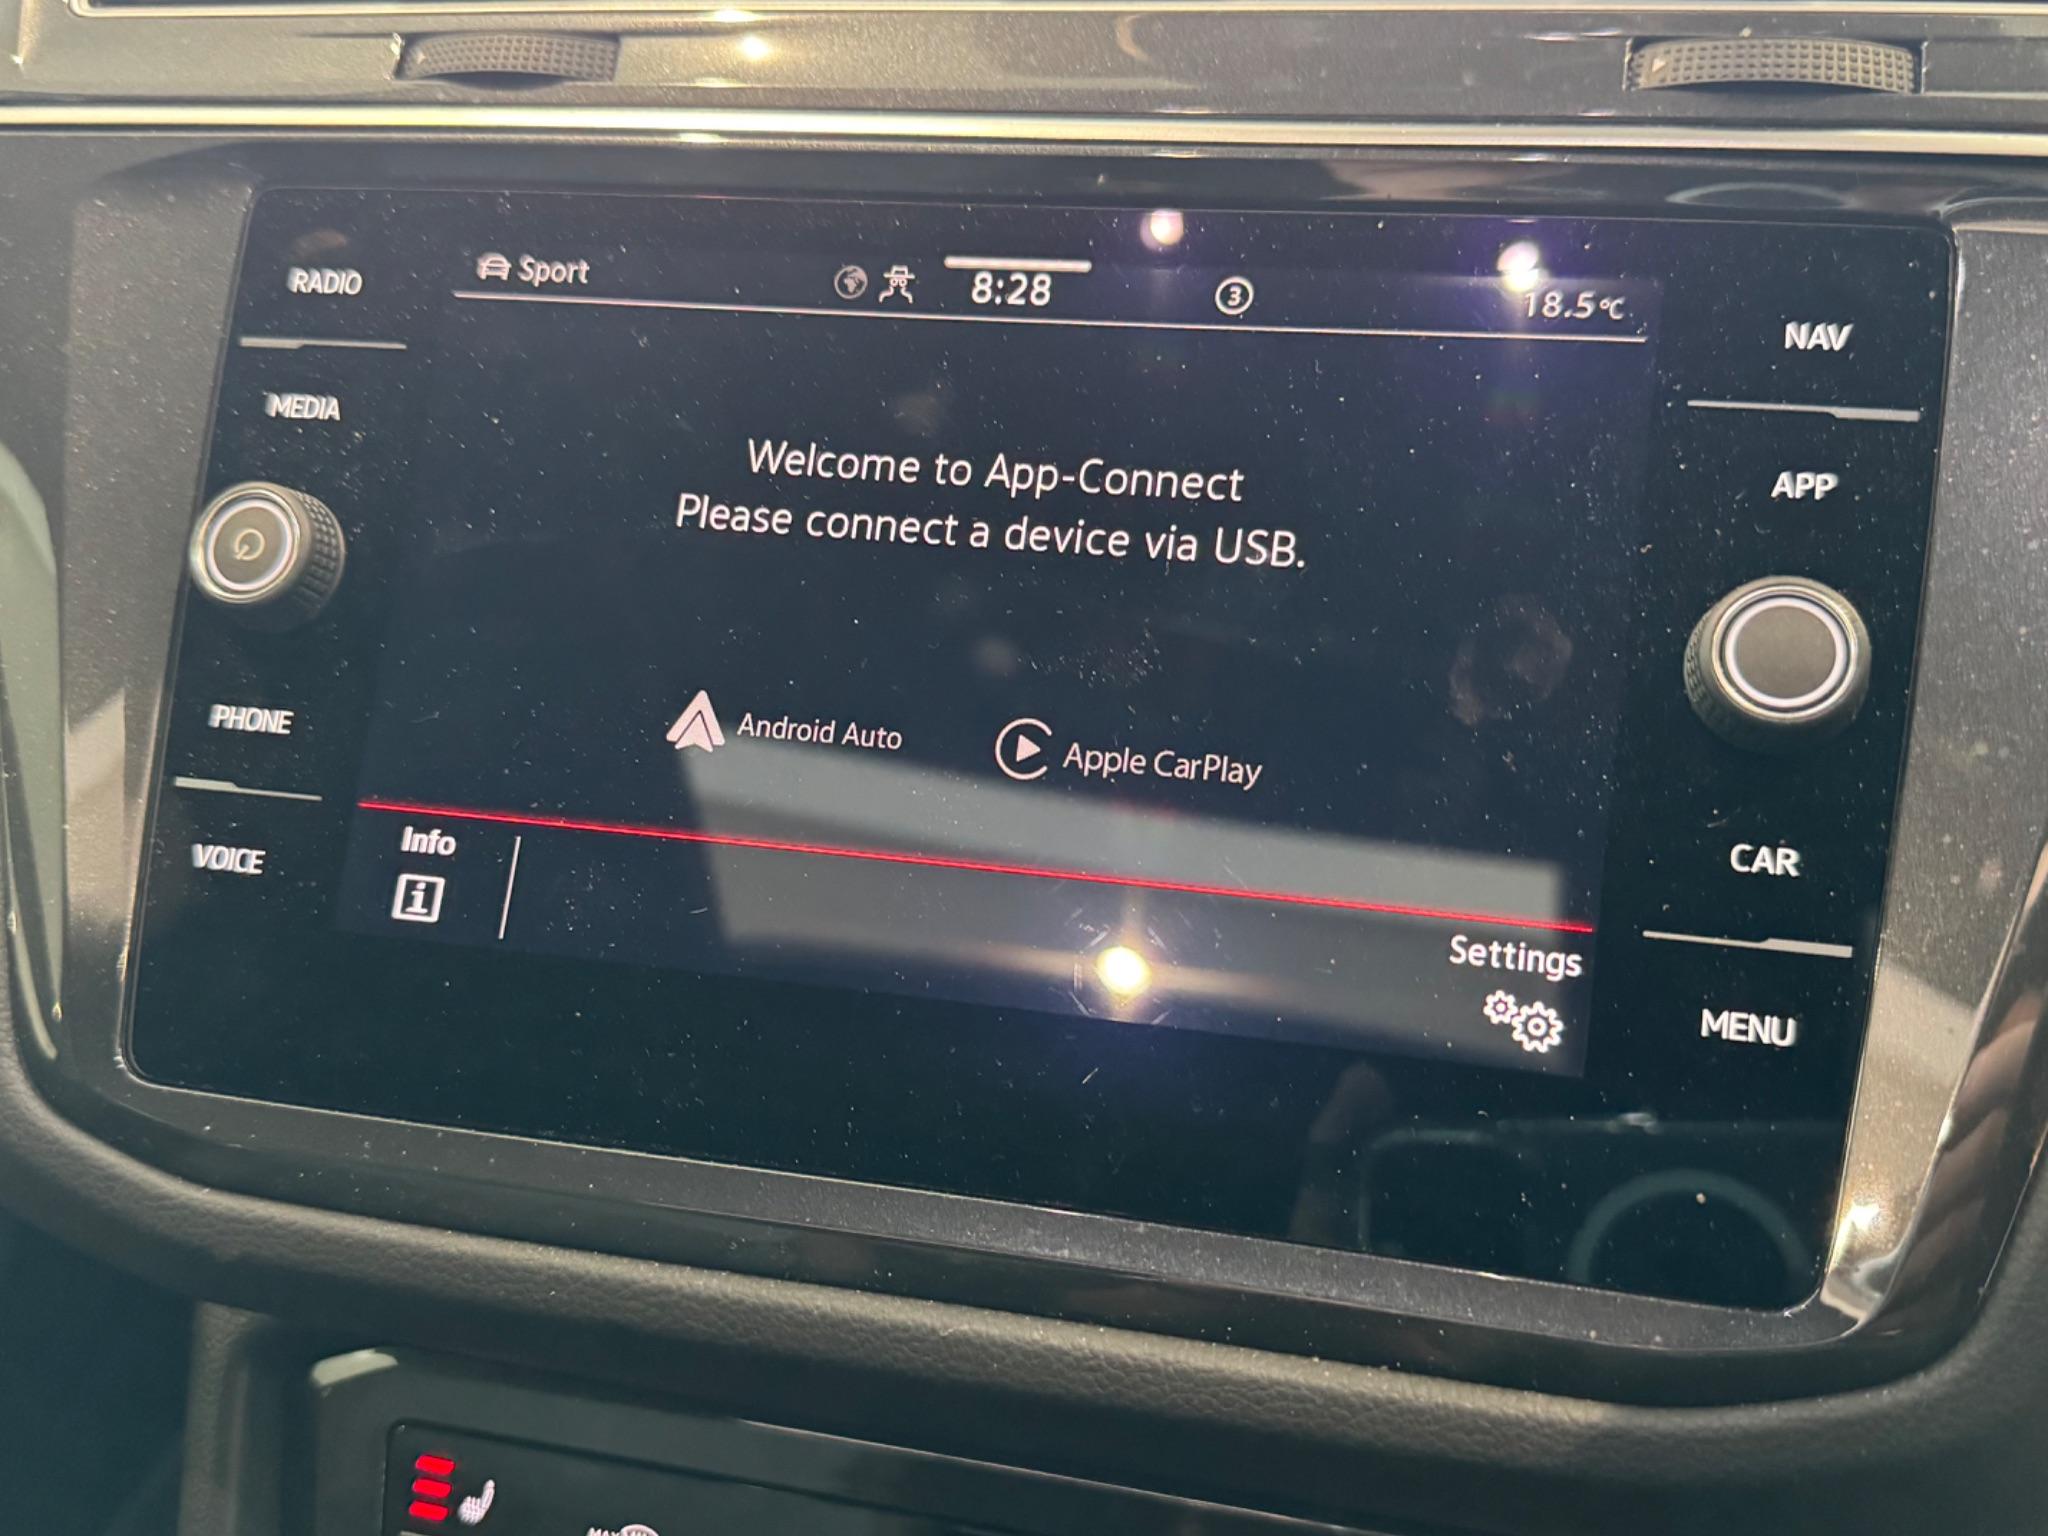 RADIO
Sport
8:28
3
18.5°C
NAV
MEDIA
APP
Welcome to App-Connect
Please connect a device via USB.
PHONE
Android Auto
Apple CarPlay
VOICE
Info
i
CAR
Settings
MENU